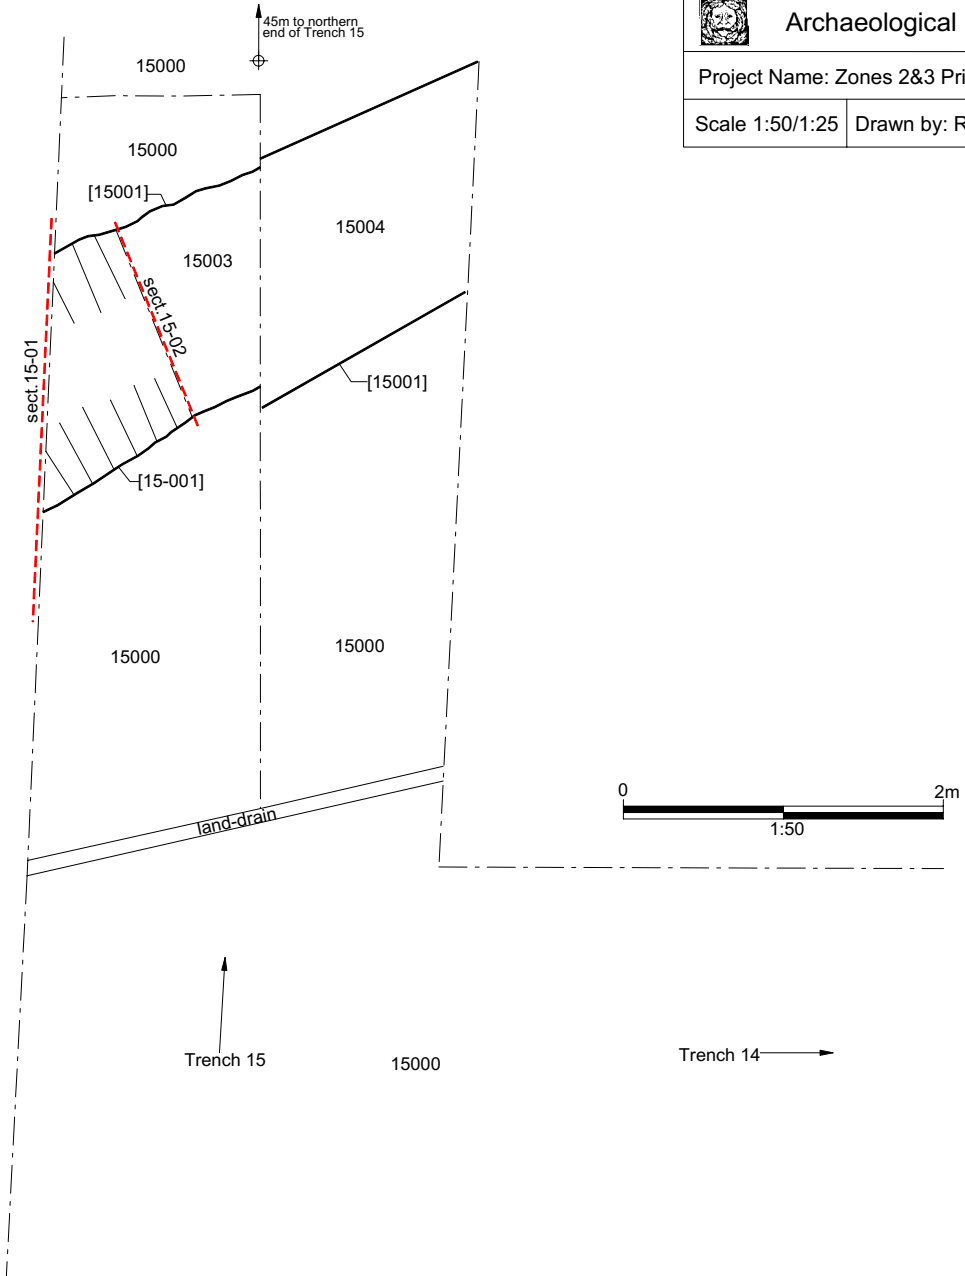 45m to northern
end of Trench 15
Archaeological
15000
Project Name: Zones 2&3 Pri
Scale 1:50/1:25
Drawn by: R
15000
[15001]
15004
15003
sect.15-02
sect.15-01
[15001]
[15-001]
15000
15000
0
2m
1:50
land-drain
Trench 15
15000
Trench 14